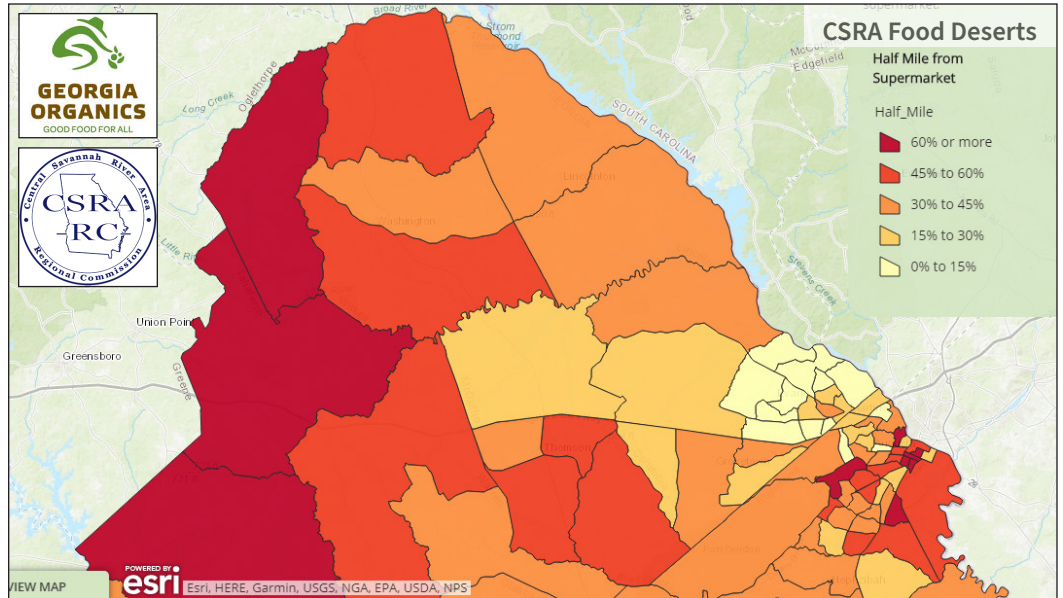 CSRA Food Deserts
Half Mile from
Supermarket
Half_Mile
60% or more
45% to 60%
30% to 45%
15% to 30%
0% to 15%
GEORGIA
ORGANICS
GOOD FOOD FOR ALL
Central Savannah River Area
CSRA
RC
Regional Commission
Broad River
Long Creek
Oglethorpe
Edgefield
SOUTH CAROLINA
Lincolnton
Washington
Stevens Creek
Union Point
Greensboro
Greene
Thomson
28
VIEW MAP
POWERED BY
esri
Esri, HERE, Garmin, USGS, NGA, EPA, USDA, NPS